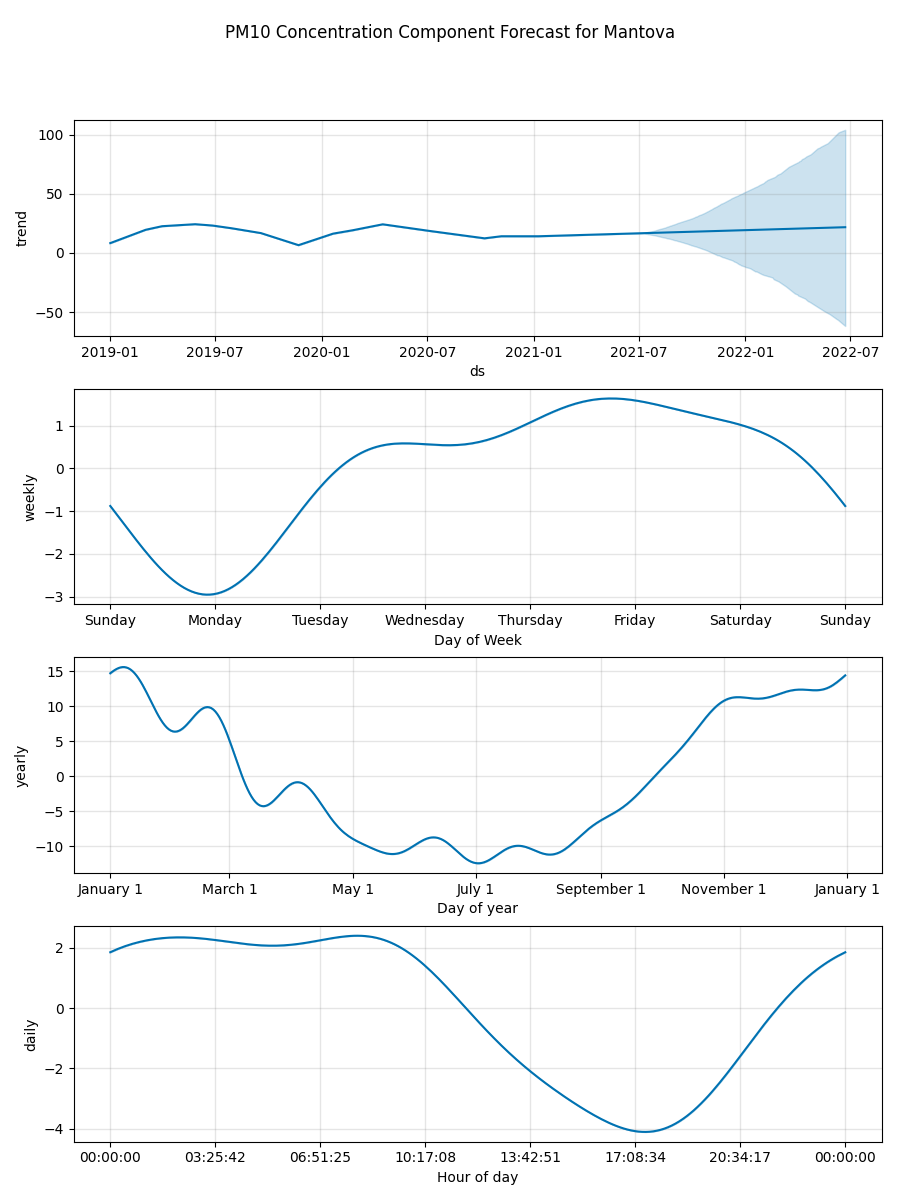 PM10 Concentration Component Forecast for Mantova
100
50
0
−50
trend
2019-01 2019-07 2020-01 2020-07 2021-01 2021-07 2022-01 2022-07
ds
1
0
−1
−2
−3
weekly
Sunday Monday Tuesday Wednesday Thursday Friday Saturday Sunday
Day of Week
15
10
5
0
−5
−10
yearly
January 1 March 1 May 1 July 1 September 1 November 1 January 1
Day of year
2
0
−2
−4
daily
00:00:00 03:25:42 06:51:25 10:17:08 13:42:51 17:08:34 20:34:17 00:00:00
Hour of day